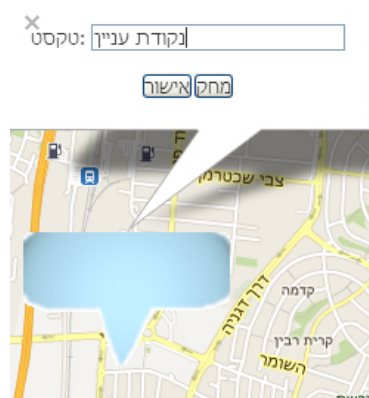 טקסט: נקודת עניין
אישור מחק
צבי שכטרמן
דרך דגניה
קדמה
קרית רבין
השומר